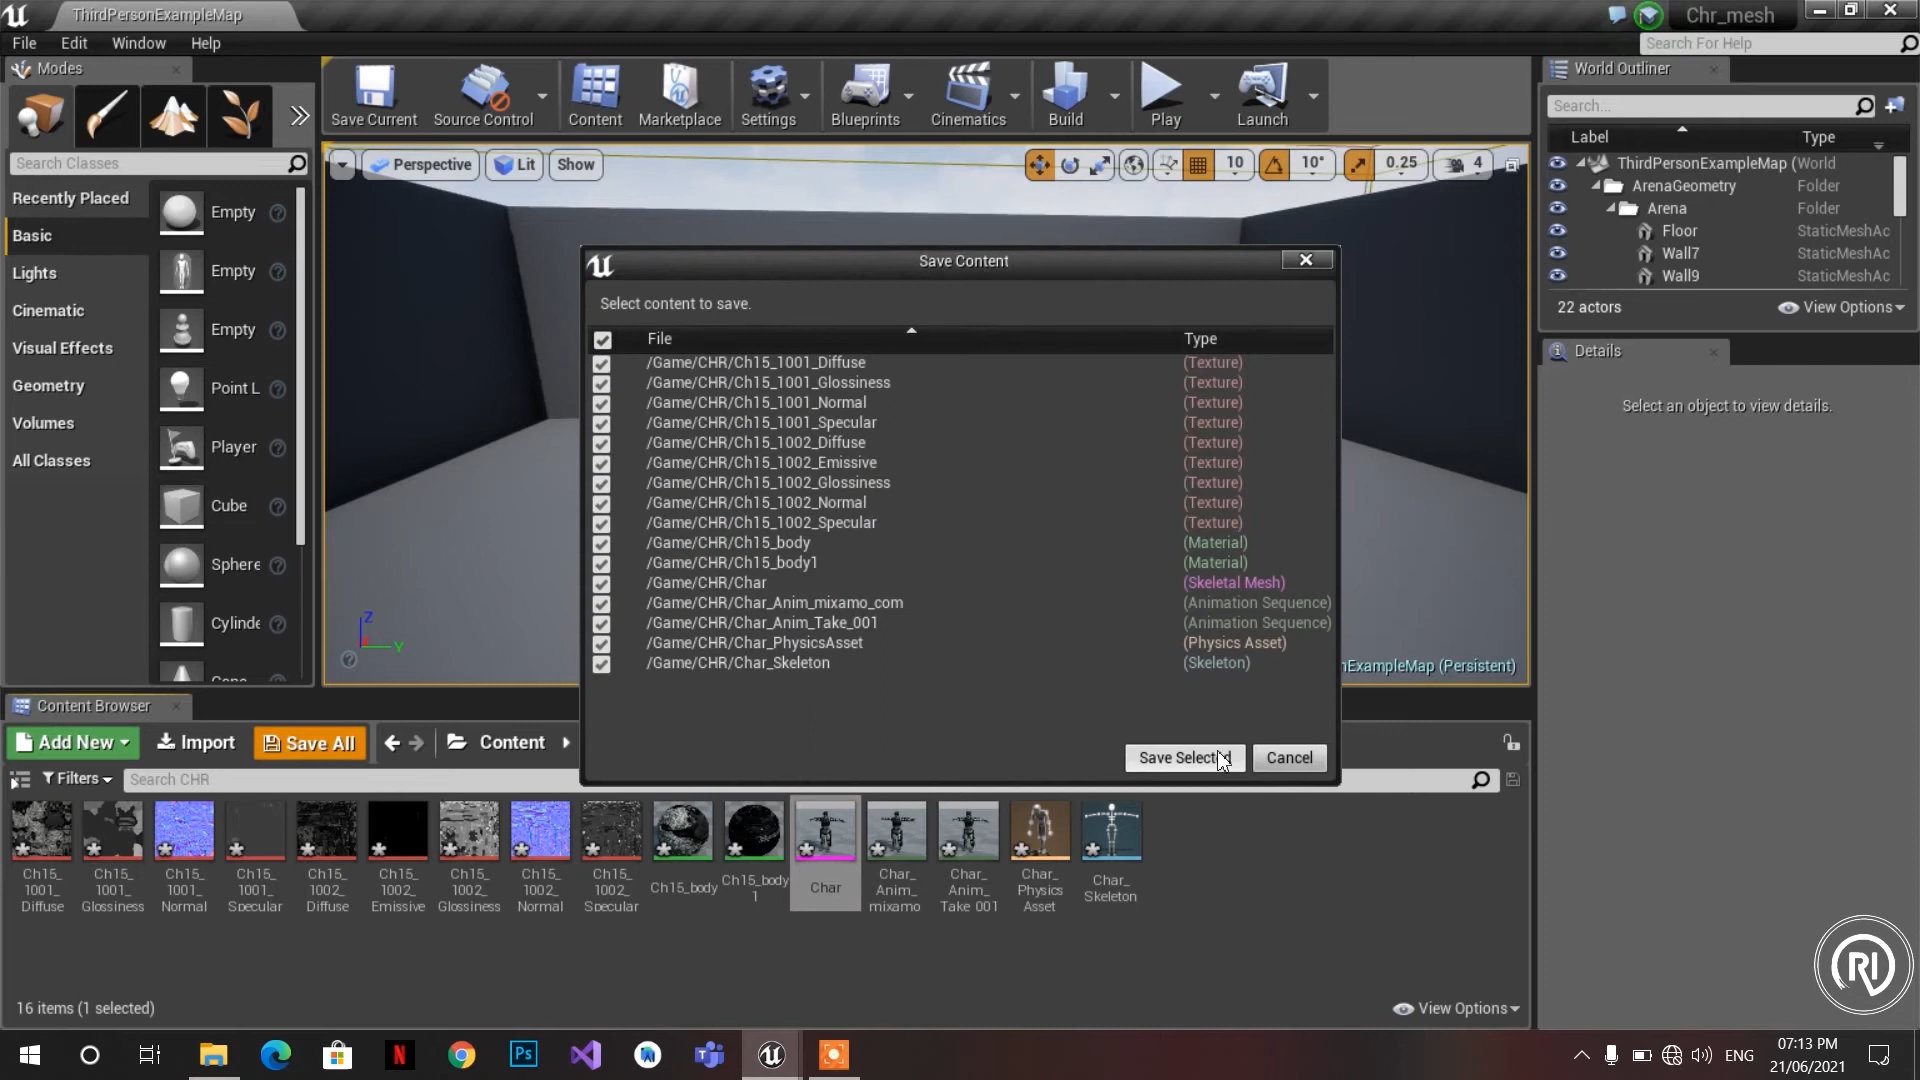 ThirdPersonExampleMap
Chr_mesh
File Edit Window Help
Search For Help
Modes
Save Current
Source Control
Content
Marketplace
Settings
Blueprints
Cinematics
Build
Play
Launch
World Outliner
Search...
Label Type
ThirdPersonExampleMap (World
ArenaGeometry Folder
Arena Folder
Floor StaticMeshAc
Wall7 StaticMeshAc
Wall9 StaticMeshAc
22 actors View Options
Details
Select an object to view details.
Search Classes
Recently Placed
Basic
Lights
Cinematic
Visual Effects
Geometry
Volumes
All Classes
Empty
Empty
Empty
Point L
Player
Cube
Sphere
Cylinde
Perspective Lit Show
10 10° 0.25 4
Z
Y
nExampleMap (Persistent)
Save Content
Select content to save.
File Type
/Game/CHR/Ch15_1001_Diffuse (Texture)
/Game/CHR/Ch15_1001_Glossiness (Texture)
/Game/CHR/Ch15_1001_Normal (Texture)
/Game/CHR/Ch15_1001_Specular (Texture)
/Game/CHR/Ch15_1002_Diffuse (Texture)
/Game/CHR/Ch15_1002_Emissive (Texture)
/Game/CHR/Ch15_1002_Glossiness (Texture)
/Game/CHR/Ch15_1002_Normal (Texture)
/Game/CHR/Ch15_1002_Specular (Texture)
/Game/CHR/Ch15_body (Material)
/Game/CHR/Ch15_body1 (Material)
/Game/CHR/Char (Skeletal Mesh)
/Game/CHR/Char_Anim_mixamo_com (Animation Sequence)
/Game/CHR/Char_Anim_Take_001 (Animation Sequence)
/Game/CHR/Char_PhysicsAsset (Physics Asset)
/Game/CHR/Char_Skeleton (Skeleton)
Save Selected Cancel
Content Browser
Add New Import Save All Content
Filters Search CHR
Ch15_
1001_
Diffuse
Ch15_
1001_
Glossiness
Ch15_
1001_
Normal
Ch15_
1001_
Specular
Ch15_
1002_
Diffuse
Ch15_
1002_
Emissive
Ch15_
1002_
Glossiness
Ch15_
1002_
Normal
Ch15_
1002_
Specular
Ch15_body
Ch15_body
1
Char
Char_
Anim_
mixamo
Char_
Anim_
Take_001
Char_
Physics
Asset
Char_
Skeleton
16 items (1 selected)
View Options
ENG
07:13 PM
21/06/2021